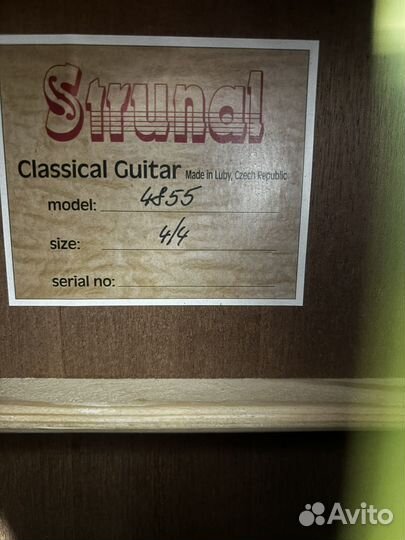 Strunal
Classical Guitar Made in Luby, Czech Republic
model: 4855
size: 4/4
serial no:
Avito